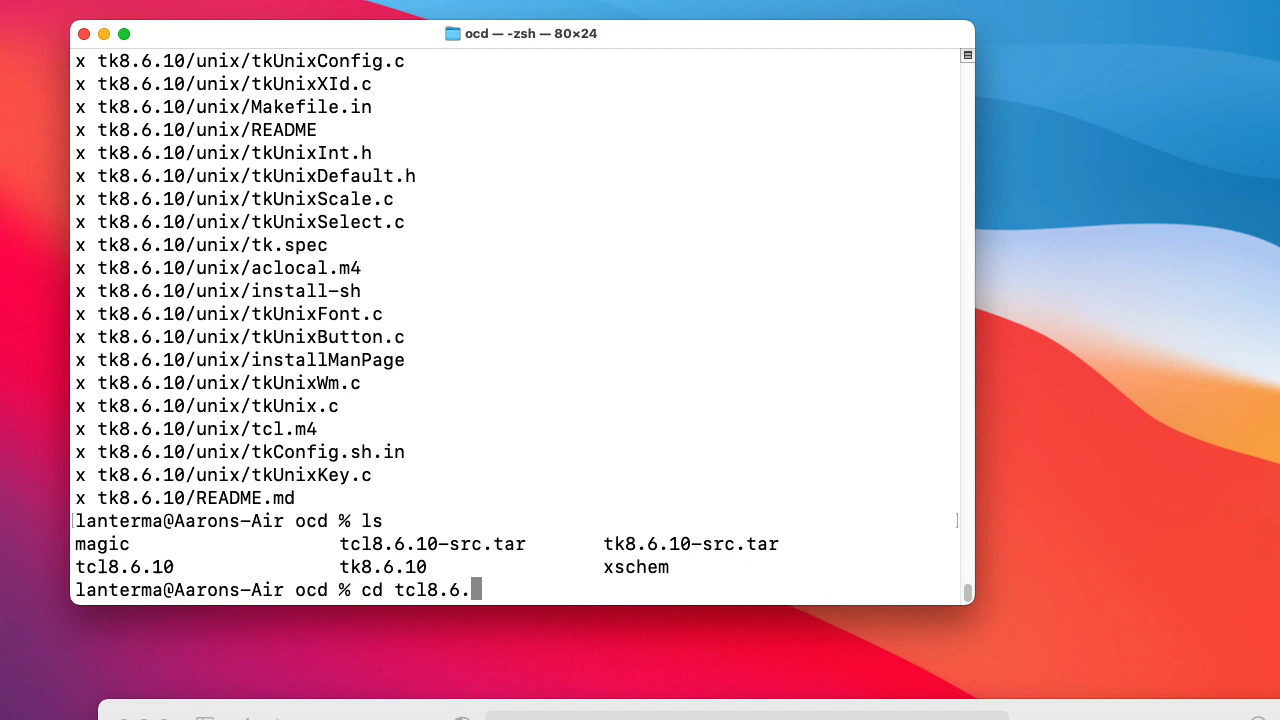 ocd — -zsh — 80×24
x tk8.6.10/unix/tkUnixConfig.c
x tk8.6.10/unix/tkUnixXId.c
x tk8.6.10/unix/Makefile.in
x tk8.6.10/unix/README
x tk8.6.10/unix/tkUnixInt.h
x tk8.6.10/unix/tkUnixDefault.h
x tk8.6.10/unix/tkUnixScale.c
x tk8.6.10/unix/tkUnixSelect.c
x tk8.6.10/unix/tk.spec
x tk8.6.10/unix/aclocal.m4
x tk8.6.10/unix/install-sh
x tk8.6.10/unix/tkUnixFont.c
x tk8.6.10/unix/tkUnixButton.c
x tk8.6.10/unix/installManPage
x tk8.6.10/unix/tkUnixWm.c
x tk8.6.10/unix/tkUnix.c
x tk8.6.10/unix/tcl.m4
x tk8.6.10/unix/tkConfig.sh.in
x tk8.6.10/unix/tkUnixKey.c
x tk8.6.10/README.md
[lanterma@Aarons-Air ocd % ls ]
magic tcl8.6.10-src.tar tk8.6.10-src.tar
tcl8.6.10 tk8.6.10 xschem
lanterma@Aarons-Air ocd % cd tcl8.6.